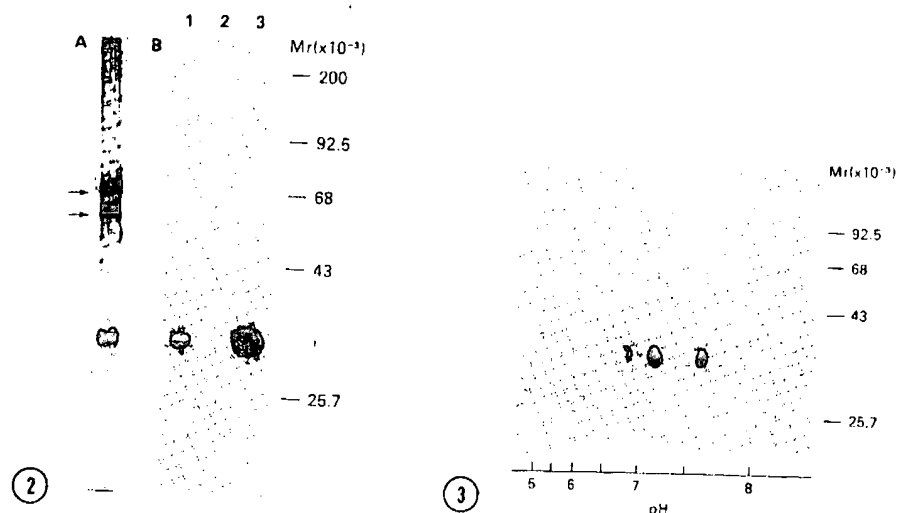 1 2 3
A B Mr(x10⁻³)
— 200
— 92.5
— 68
— 43
— 25.7
2
Mr(x10⁻³)
— 92.5
— 68
— 43
— 25.7
5 6 7 8
pH
3